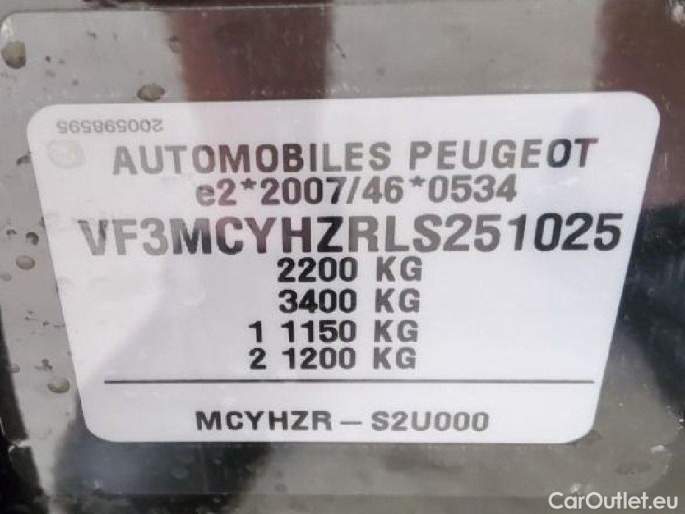 200598595
AUTOMOBILES PEUGEOT
e2*2007/46*0534
VF3MCYHZRLS251025
2200 KG
3400 KG
1 1150 KG
2 1200 KG
MCYHZR – S2U000
CarOutlet.eu